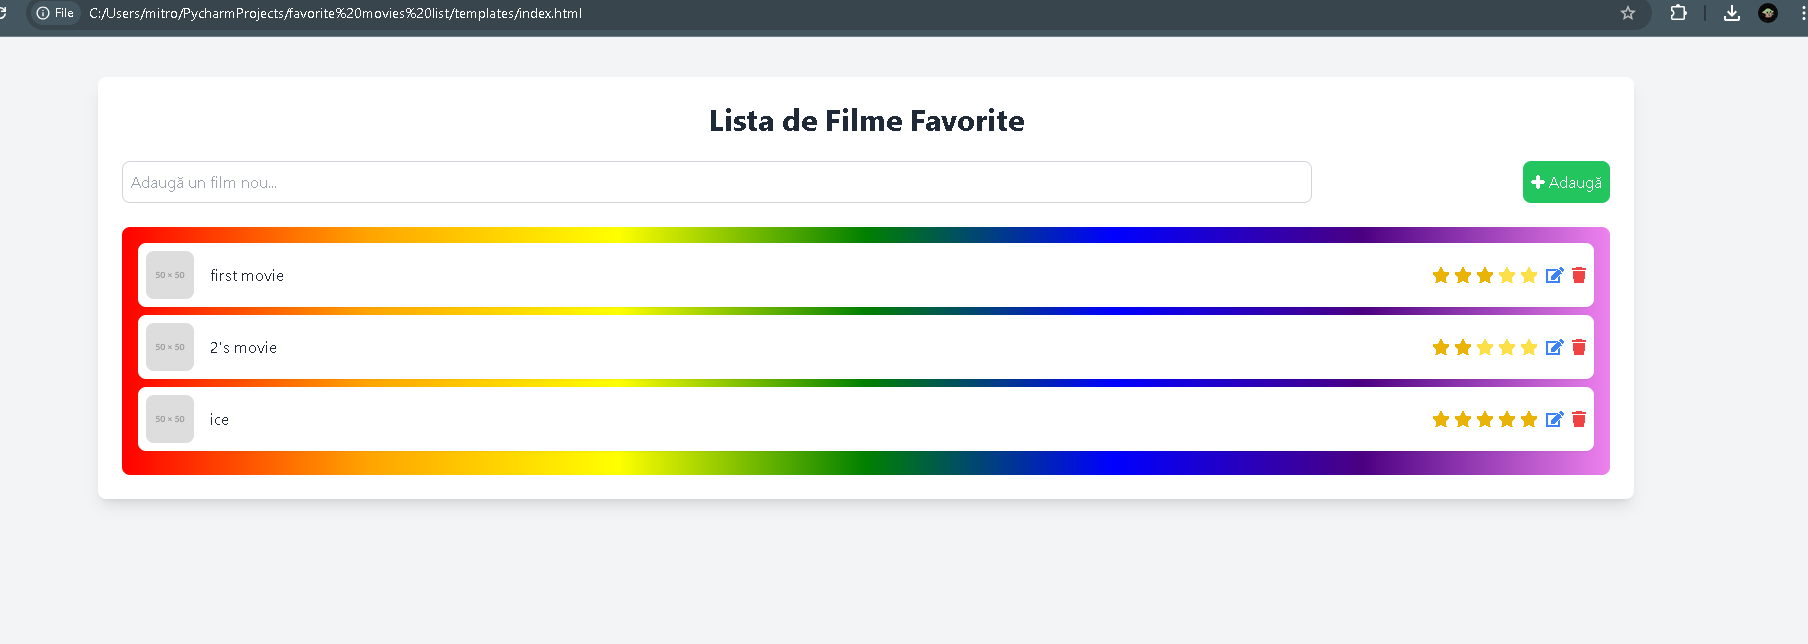 File C:/Users/mitro/PycharmProjects/favorite%20movies%20list/templates/index.html
Lista de Filme Favorite
Adaugă un film nou...
Adaugă
50 × 50 first movie
50 × 50 2's movie
50 × 50 ice